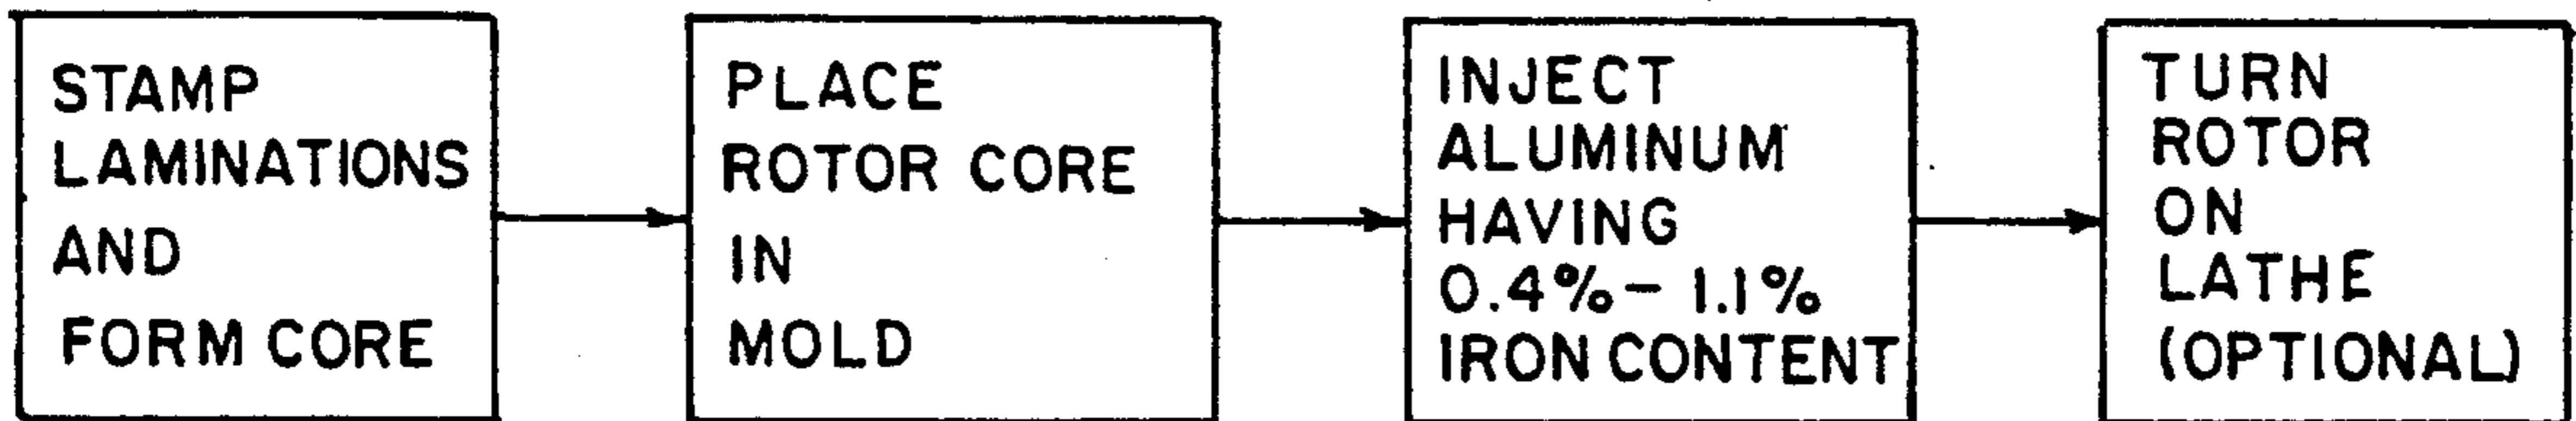 STAMP
LAMINATIONS
AND
FORM CORE
PLACE
ROTOR CORE
IN
MOLD
INJECT
ALUMINUM
HAVING
0.4%- 1.1%
IRON CONTENT
TURN
ROTOR
ON
LATHE
(OPTIONAL)